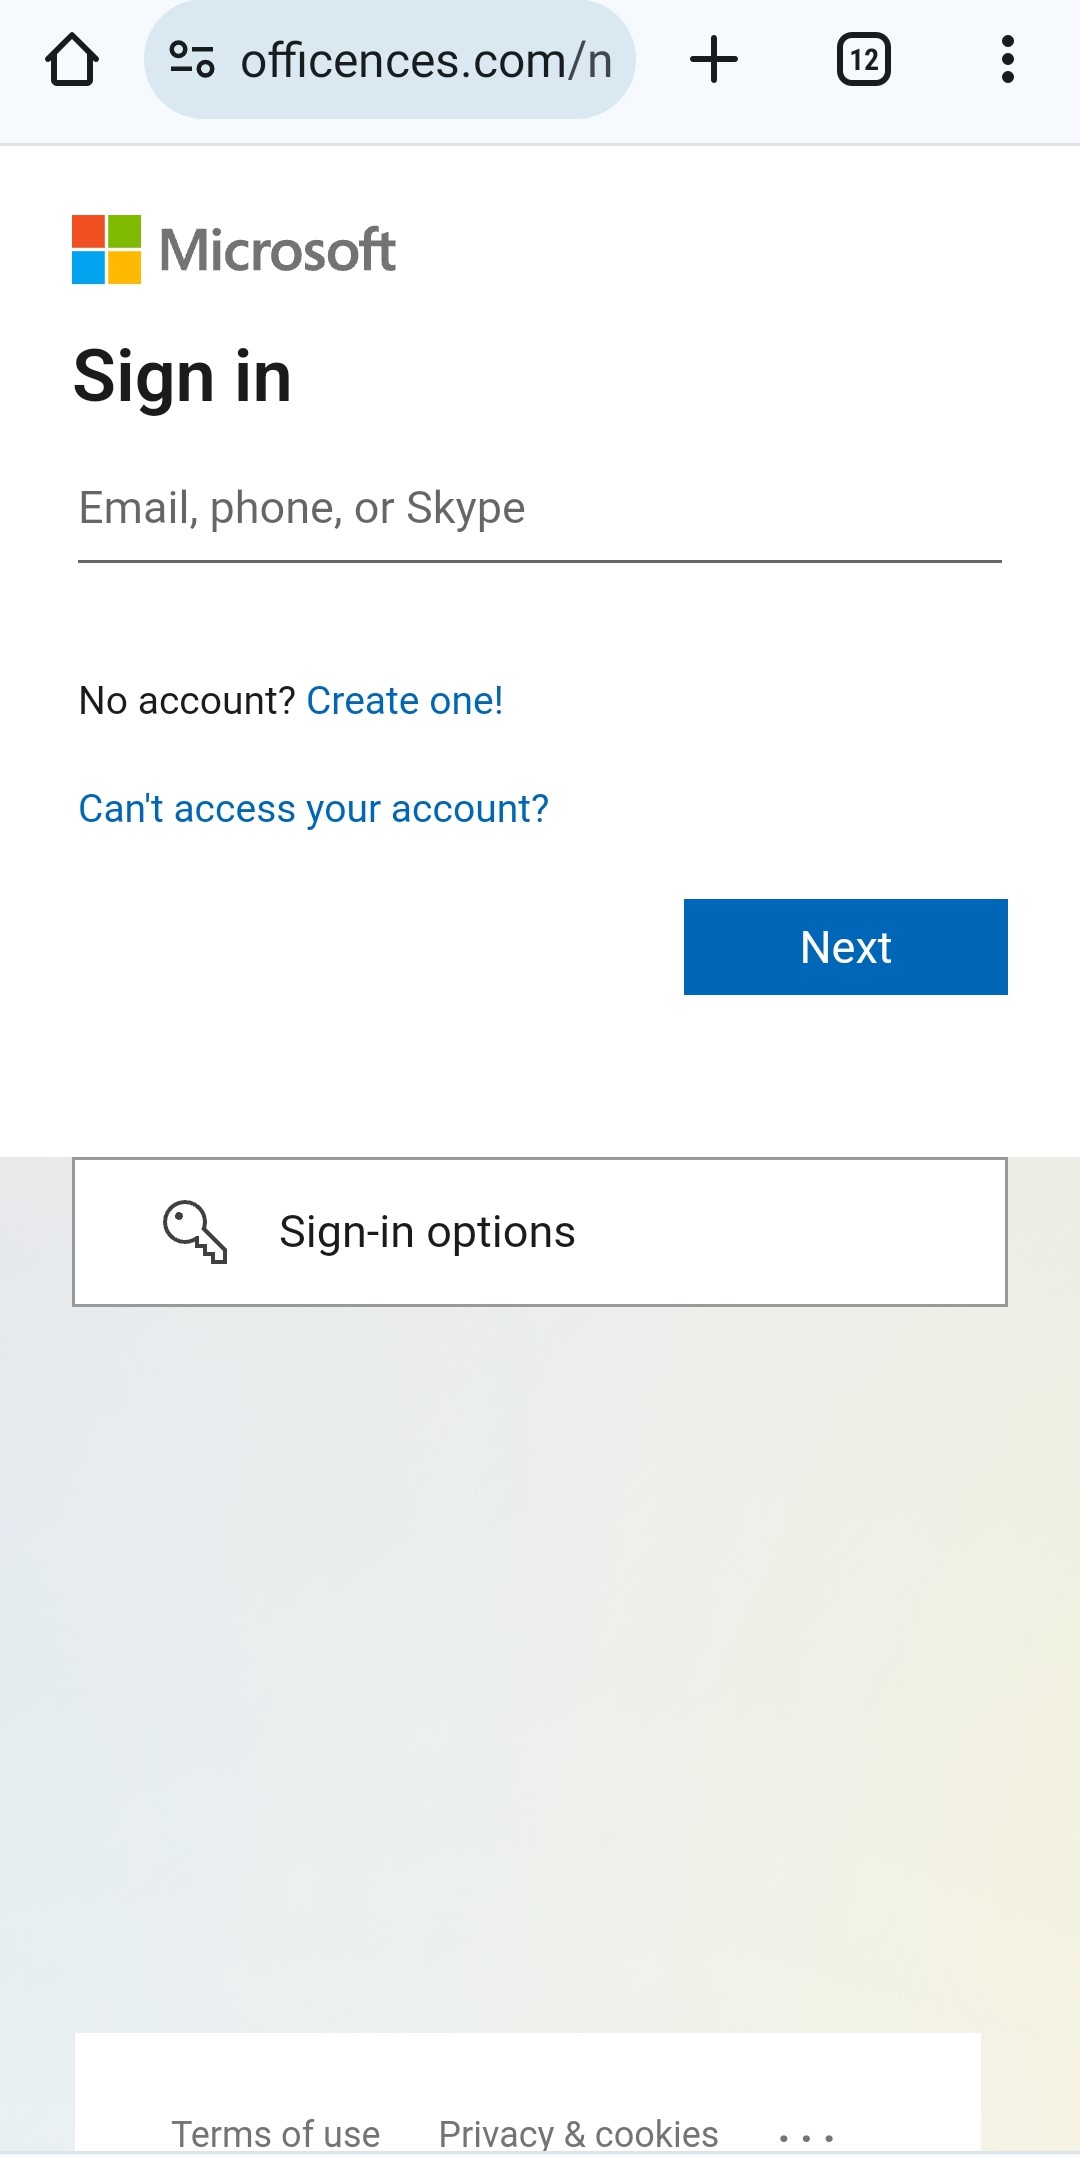 officences.com/n
12
Microsoft
Sign in
Email, phone, or Skype
No account? Create one!
Can't access your account?
Next
Sign-in options
Terms of use Privacy & cookies ...